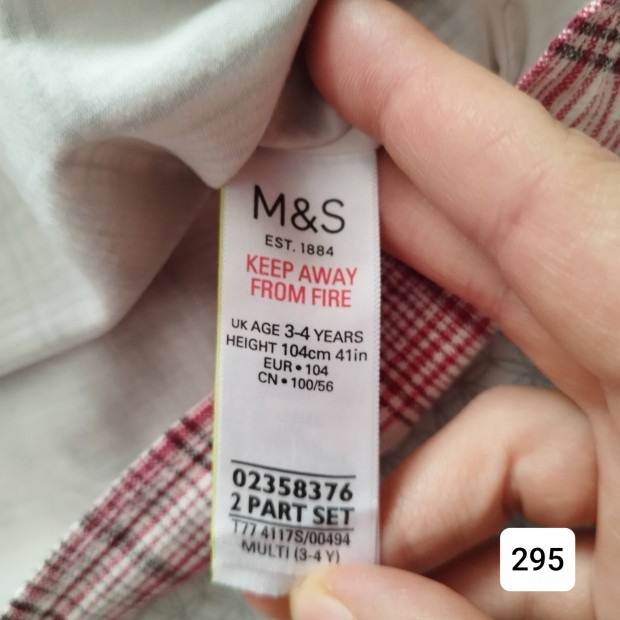 M&S
EST. 1884
KEEP AWAY
FROM FIRE
UK AGE 3-4 YEARS
HEIGHT 104cm 41in
EUR • 104
CN • 100/56
02358376
2 PART SET
T77 4117S/00494
MULTI (3-4 Y)
295